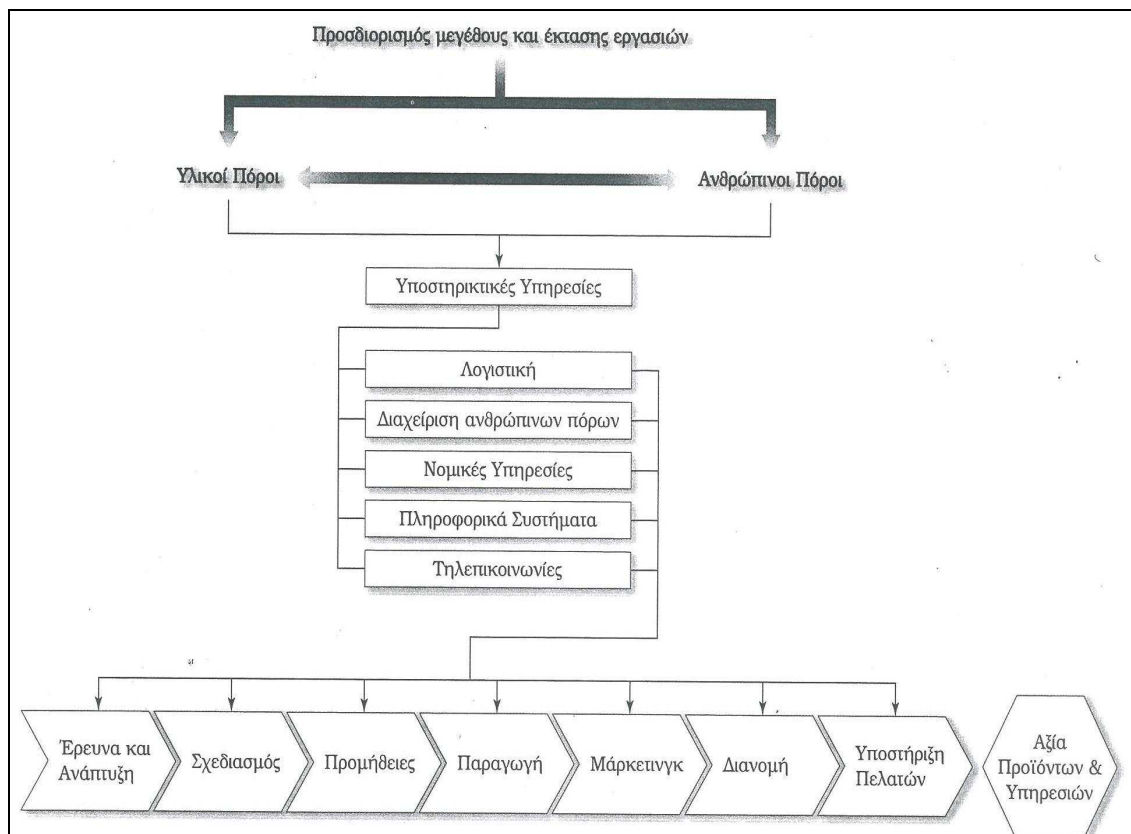 Προσδιορισμός μεγέθους και έκτασης εργασιών
Υλικοί Πόροι
Ανθρώπινοι Πόροι
Υποστηρικτικές Υπηρεσίες
Λογιστική
Διαχείριση ανθρώπινων πόρων
Νομικές Υπηρεσίες
Πληροφορικά Συστήματα
Τηλεπικοινωνίες
Έρευνα και
Ανάπτυξη
Σχεδιασμός
Προμήθειες
Παραγωγή
Μάρκετινγκ
Διανομή
Υποστήριξη
Πελατών
Αξία
Προϊόντων &
Υπηρεσιών